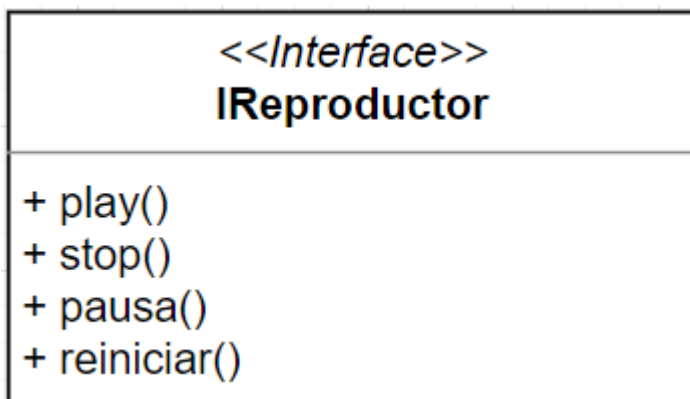 <<Interface>>
IReproductor
+ play()
+ stop()
+ pausa()
+ reiniciar()